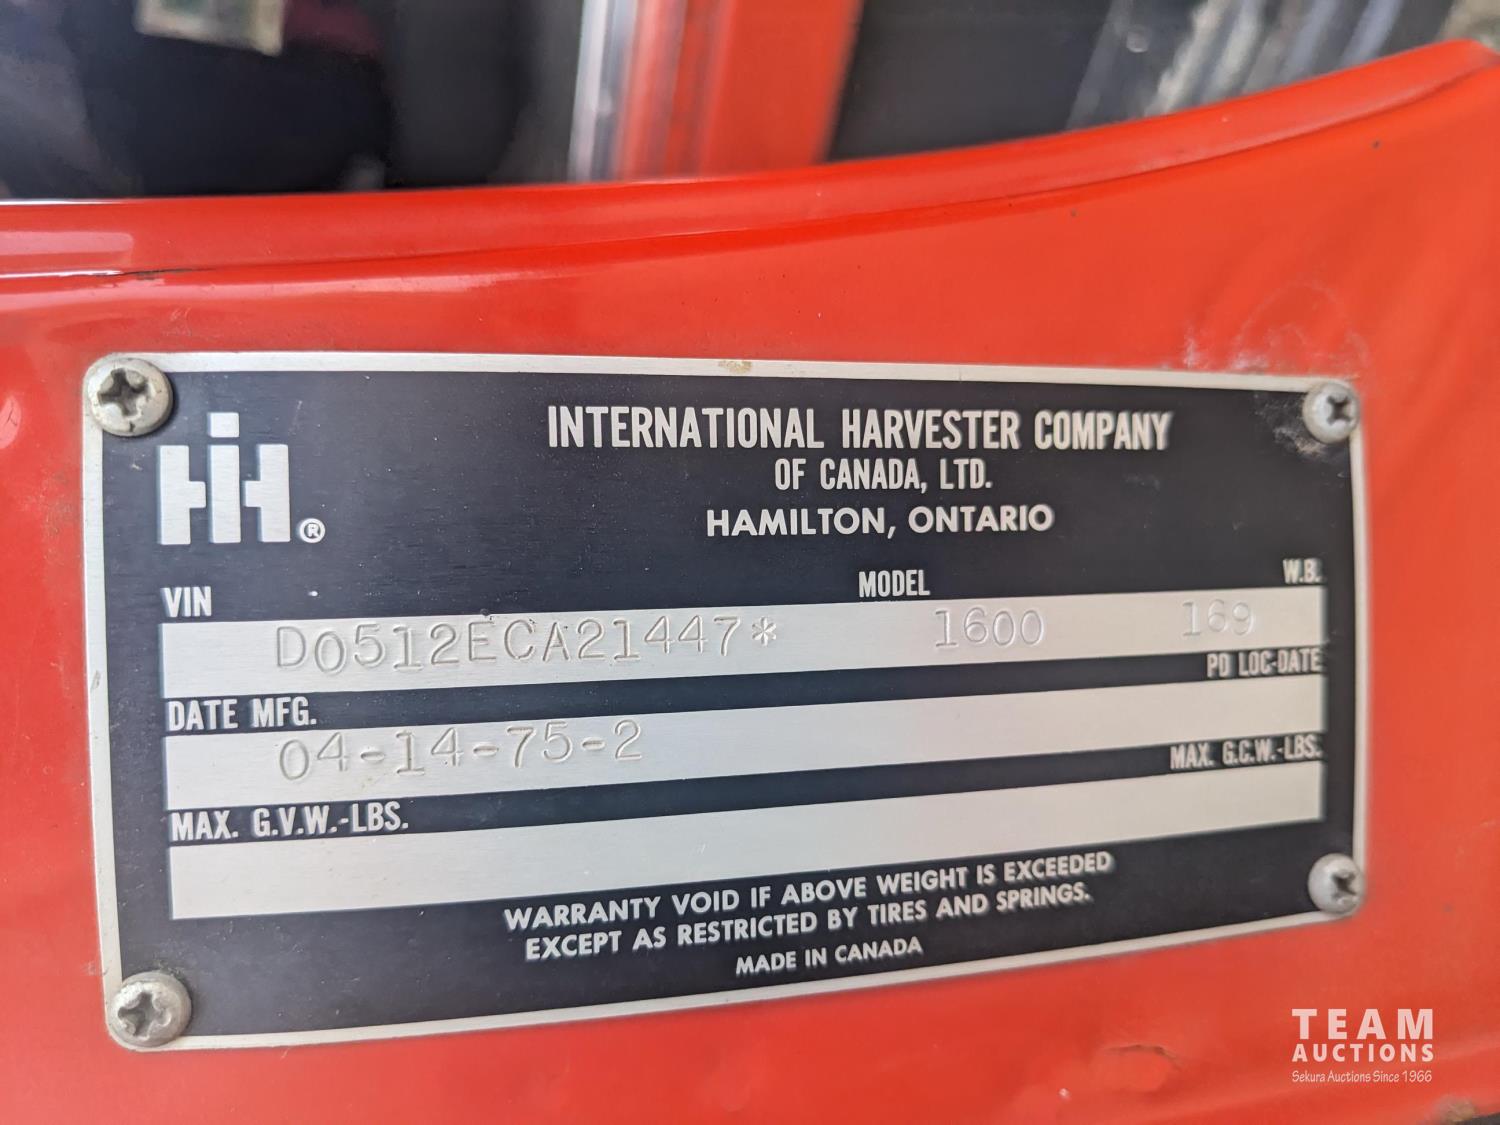 IH ®
INTERNATIONAL HARVESTER COMPANY
OF CANADA, LTD.
HAMILTON, ONTARIO
VIN MODEL W.B.
D0512ECA21447* 1600 169
DATE MFG. PD LOC-DATE
04-14-75-2
MAX. G.V.W.-LBS. MAX. G.C.W.-LBS.
WARRANTY VOID IF ABOVE WEIGHT IS EXCEEDED
EXCEPT AS RESTRICTED BY TIRES AND SPRINGS.
MADE IN CANADA
TEAM
AUCTIONS
Sekura Auctions Since 1966